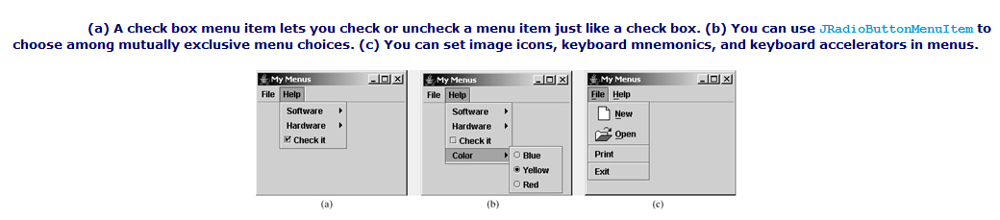 (a) A check box menu item lets you check or uncheck a menu item just like a check box. (b) You can use JRadioButtonMenuItem to
choose among mutually exclusive menu choices. (c) You can set image icons, keyboard mnemonics, and keyboard accelerators in menus.
My Menus
File Help
Software
Hardware
Check it
(a)
My Menus
File Help
Software
Hardware
Check it
Color
Blue
Yellow
Red
(b)
My Menus
File Help
New
Open
Print
Exit
(c)